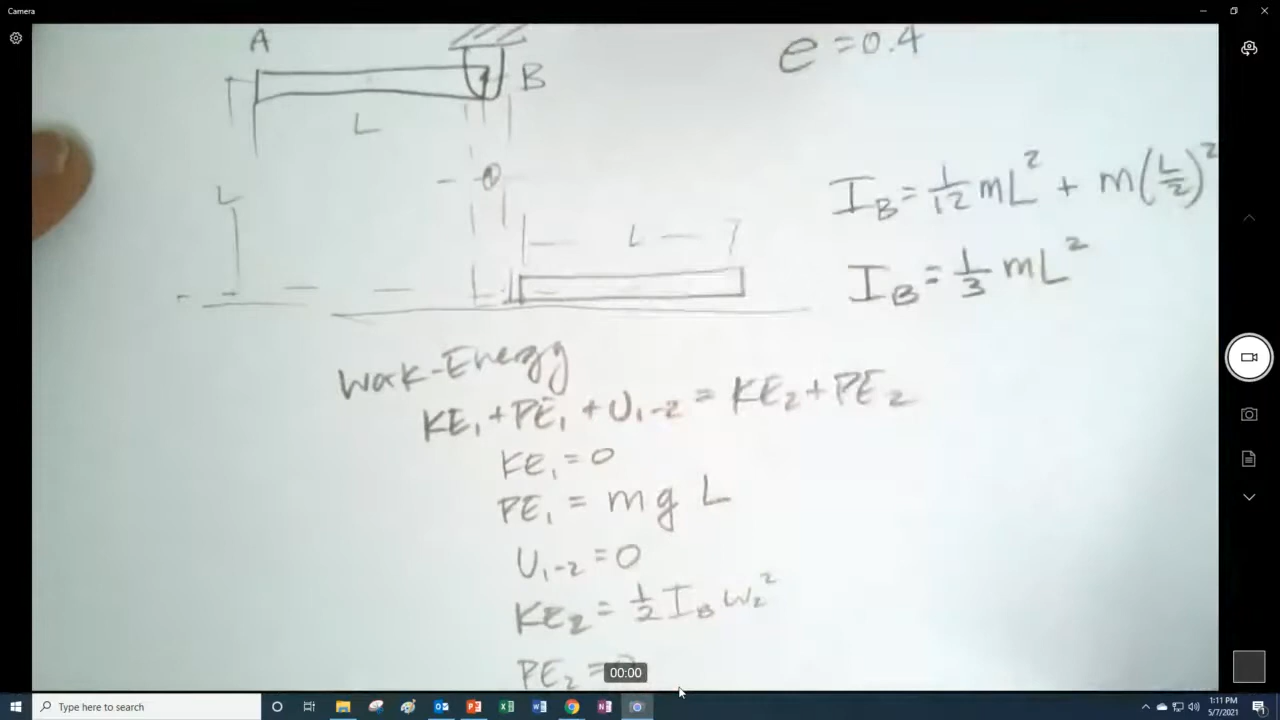 Camera
A
B
L
L
L
e = 0.4
I_B = 1/12 mL² + m(L/2)²
I_B = 1/3 mL²
Work-Energy
KE₁ + PE₁ + U₁₋₂ = KE₂ + PE₂
KE₁ = 0
PE₁ = m g L
U₁₋₂ = 0
KE₂ = 1/2 I_B ω₂²
PE₂ =
00:00
Type here to search
1:11 PM
5/7/2021